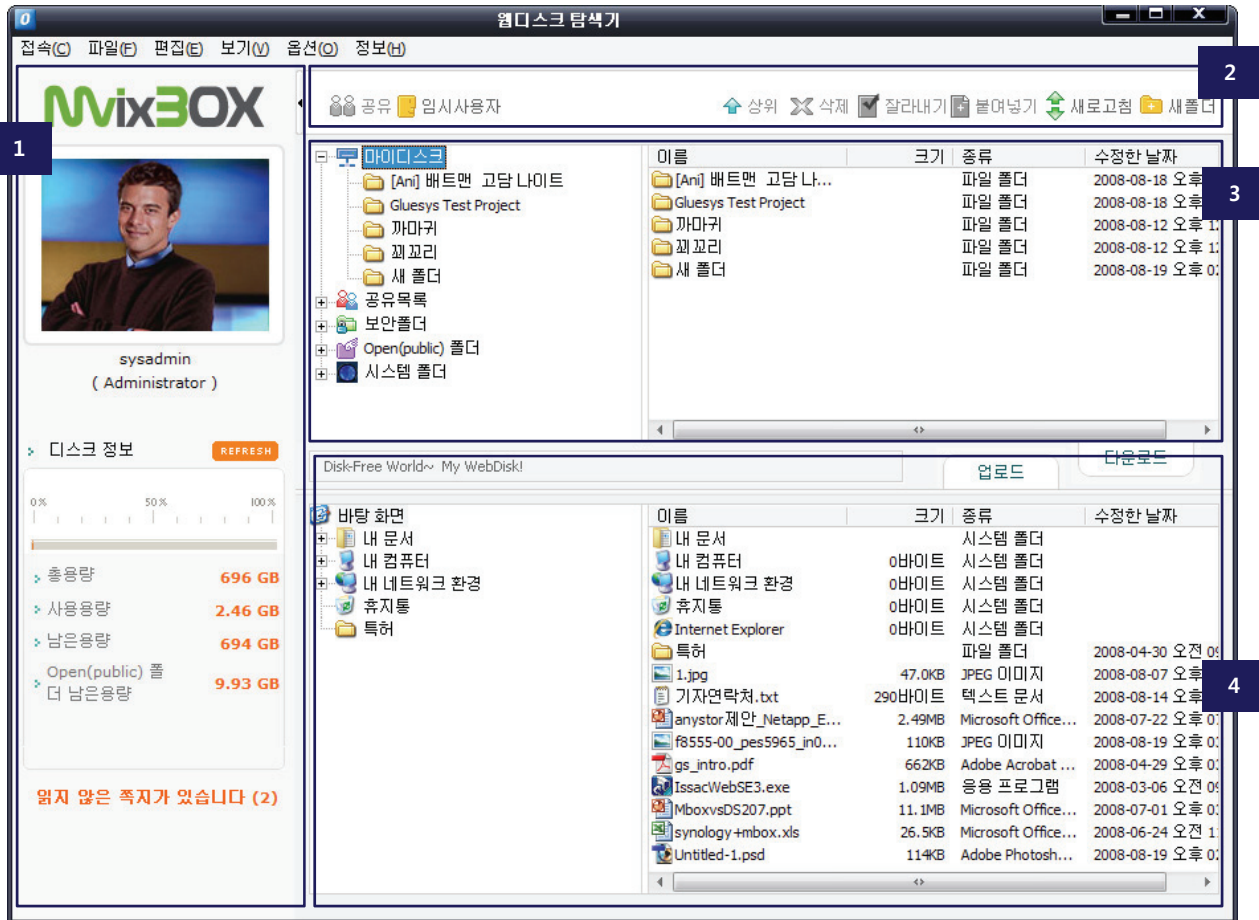 웹디스크 탐색기
접속(C) 파일(F) 편집(E) 보기(V) 옵션(O) 정보(H)
1
MvixBOX
sysadmin
( Administrator )
디스크 정보 REFRESH
0% 50% 100%
총용량 696 GB
사용용량 2.46 GB
남은용량 694 GB
Open(public) 폴
더 남은용량 9.93 GB
읽지 않은 쪽지가 있습니다 (2)
2
공유 임시사용자 상위 삭제 잘라내기 붙여넣기 새로고침 새폴더
3
마이디스크
[Ani] 배트맨 고담 나이트
Gluesys Test Project
까마귀
꾀꼬리
새 폴더
공유목록
보안폴더
Open(public) 폴더
시스템 폴더
이름 크기 종류 수정한 날짜
[Ani] 배트맨 고담 나... 파일 폴더 2008-08-18 오후
Gluesys Test Project 파일 폴더 2008-08-18 오후
까마귀 파일 폴더 2008-08-12 오후
꾀꼬리 파일 폴더 2008-08-12 오후
새 폴더 파일 폴더 2008-08-19 오후
Disk-Free World~ My WebDisk!
업로드 다운로드
4
바탕 화면
내 문서
내 컴퓨터
내 네트워크 환경
휴지통
특허
이름 크기 종류 수정한 날짜
내 문서 시스템 폴더
내 컴퓨터 0바이트 시스템 폴더
내 네트워크 환경 0바이트 시스템 폴더
휴지통 0바이트 시스템 폴더
Internet Explorer 0바이트 시스템 폴더
특허 파일 폴더 2008-04-30 오전
1.jpg 47.0KB JPEG 이미지 2008-08-07 오후
기자연락처.txt 290바이트 텍스트 문서 2008-08-14 오후
anystor제안_Netapp_E... 2.49MB Microsoft Office... 2008-07-22 오후
f8555-00_pes5965_in0... 110KB JPEG 이미지 2008-08-19 오후
gs_intro.pdf 662KB Adobe Acrobat ... 2008-04-29 오후
IssacWebSE3.exe 1.09MB 응용 프로그램 2008-03-06 오전
MboxvsDS207.ppt 11.1MB Microsoft Office... 2008-07-01 오후
synology+mbox.xls 26.5KB Microsoft Office... 2008-06-24 오전
Untitled-1.psd 114KB Adobe Photosh... 2008-08-19 오후